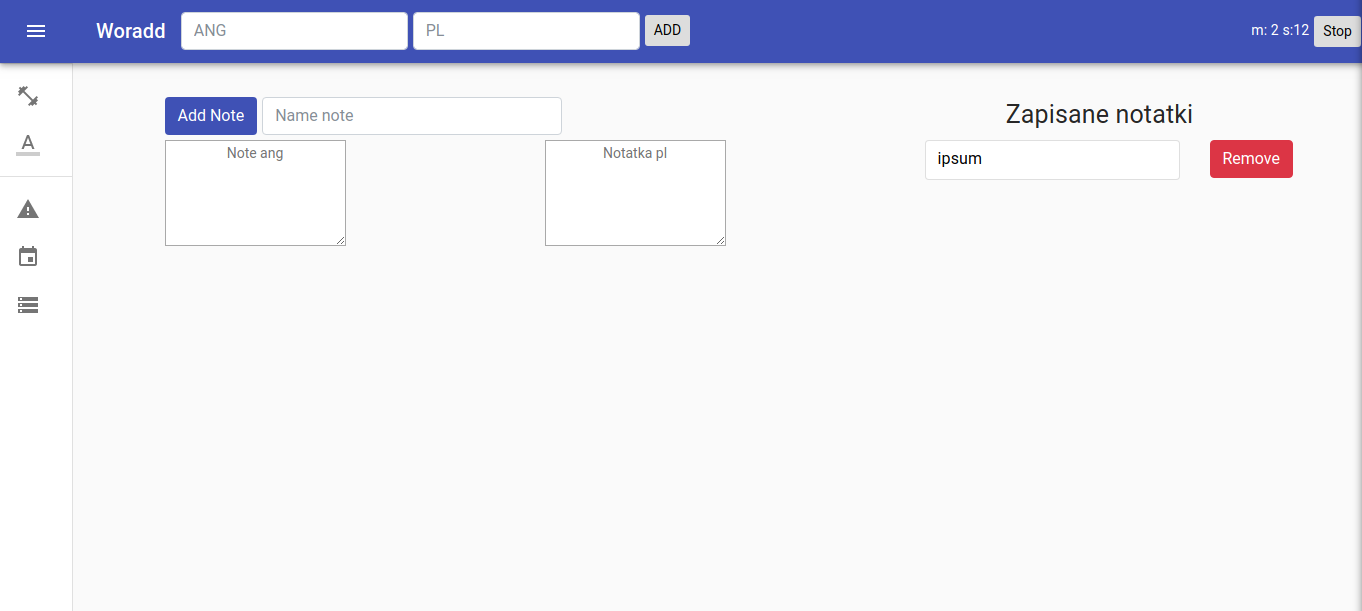 Woradd ANG PL ADD m: 2 s:12 Stop
A
Add Note Name note
Zapisane notatki
Note ang Notatka pl
ipsum Remove